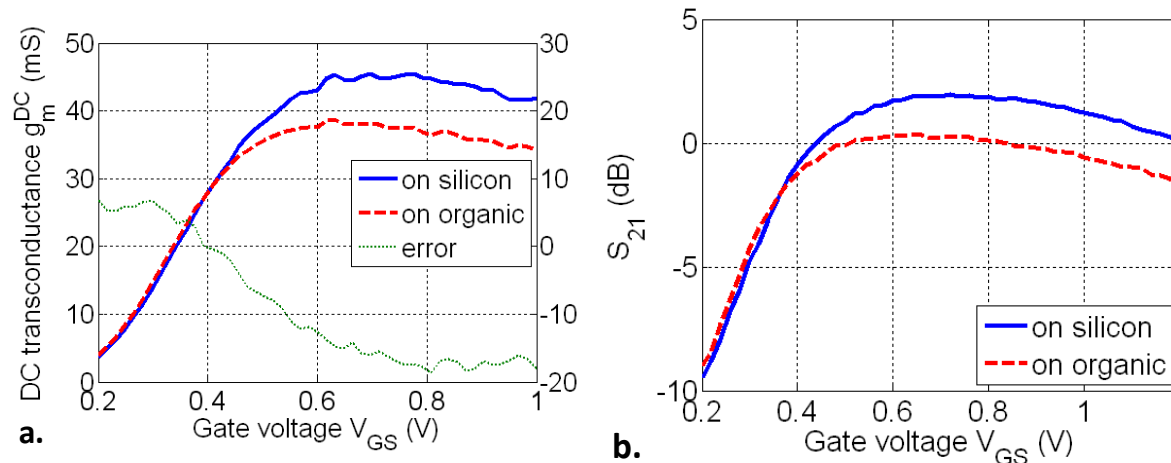 50
40
30
20
10
0
DC transconductance g_m^DC (mS)
30
20
10
0
-10
-20
on silicon
on organic
error
0.2 0.4 0.6 0.8 1
Gate voltage V_GS (V)
a.
5
0
-5
-10
S_21 (dB)
on silicon
on organic
0.2 0.4 0.6 0.8 1
Gate voltage V_GS (V)
b.